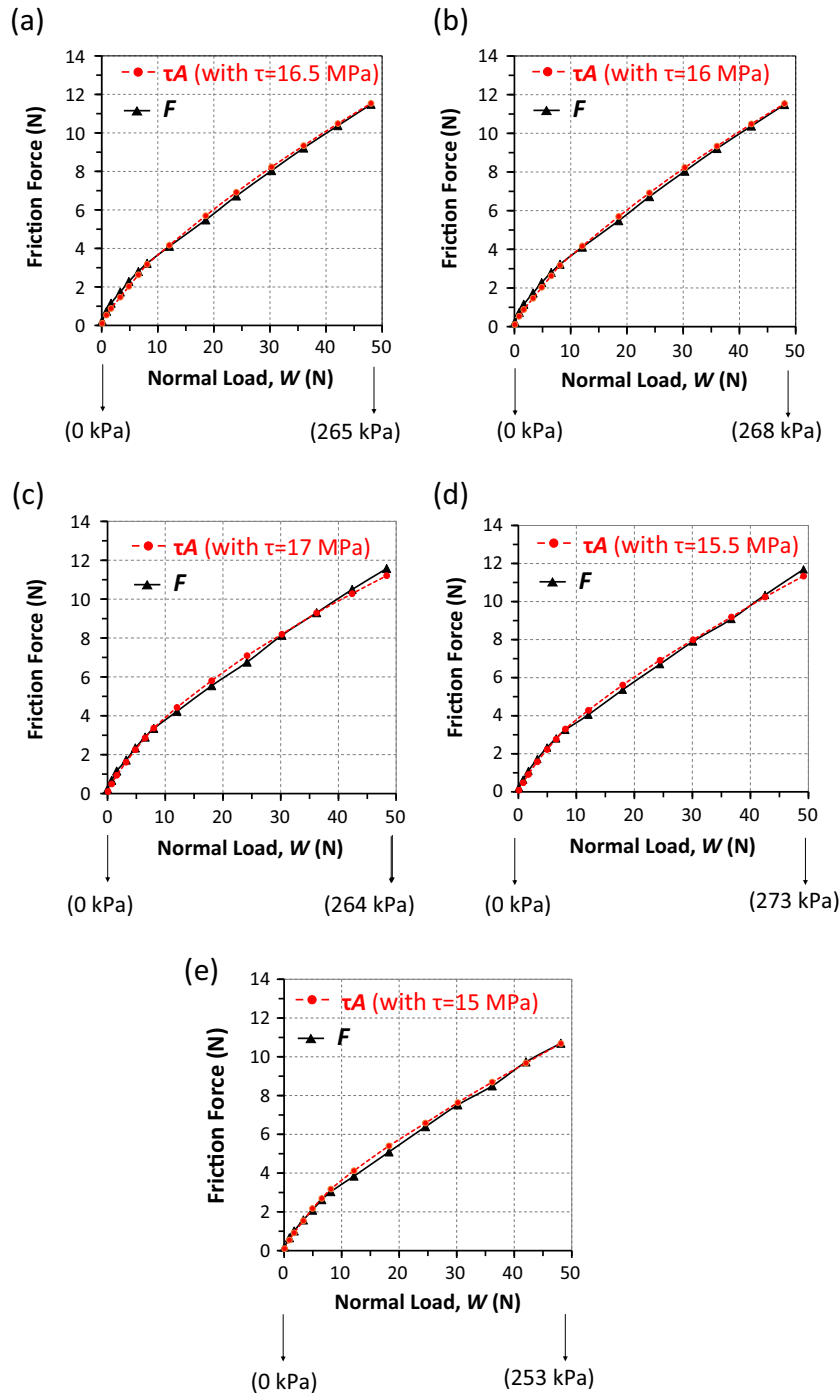 (a)
τA (with τ=16.5 MPa)
F
Friction Force (N)
14
12
10
8
6
4
2
0
0 10 20 30 40 50
Normal Load, W (N)
(0 kPa) (265 kPa)
(b)
τA (with τ=16 MPa)
F
Friction Force (N)
14
12
10
8
6
4
2
0
0 10 20 30 40 50
Normal Load, W (N)
(0 kPa) (268 kPa)
(c)
τA (with τ=17 MPa)
F
Friction Force (N)
14
12
10
8
6
4
2
0
0 10 20 30 40 50
Normal Load, W (N)
(0 kPa) (264 kPa)
(d)
τA (with τ=15.5 MPa)
F
Friction Force (N)
14
12
10
8
6
4
2
0
0 10 20 30 40 50
Normal Load, W (N)
(0 kPa) (273 kPa)
(e)
τA (with τ=15 MPa)
F
Friction Force (N)
14
12
10
8
6
4
2
0
0 10 20 30 40 50
Normal Load, W (N)
(0 kPa) (253 kPa)